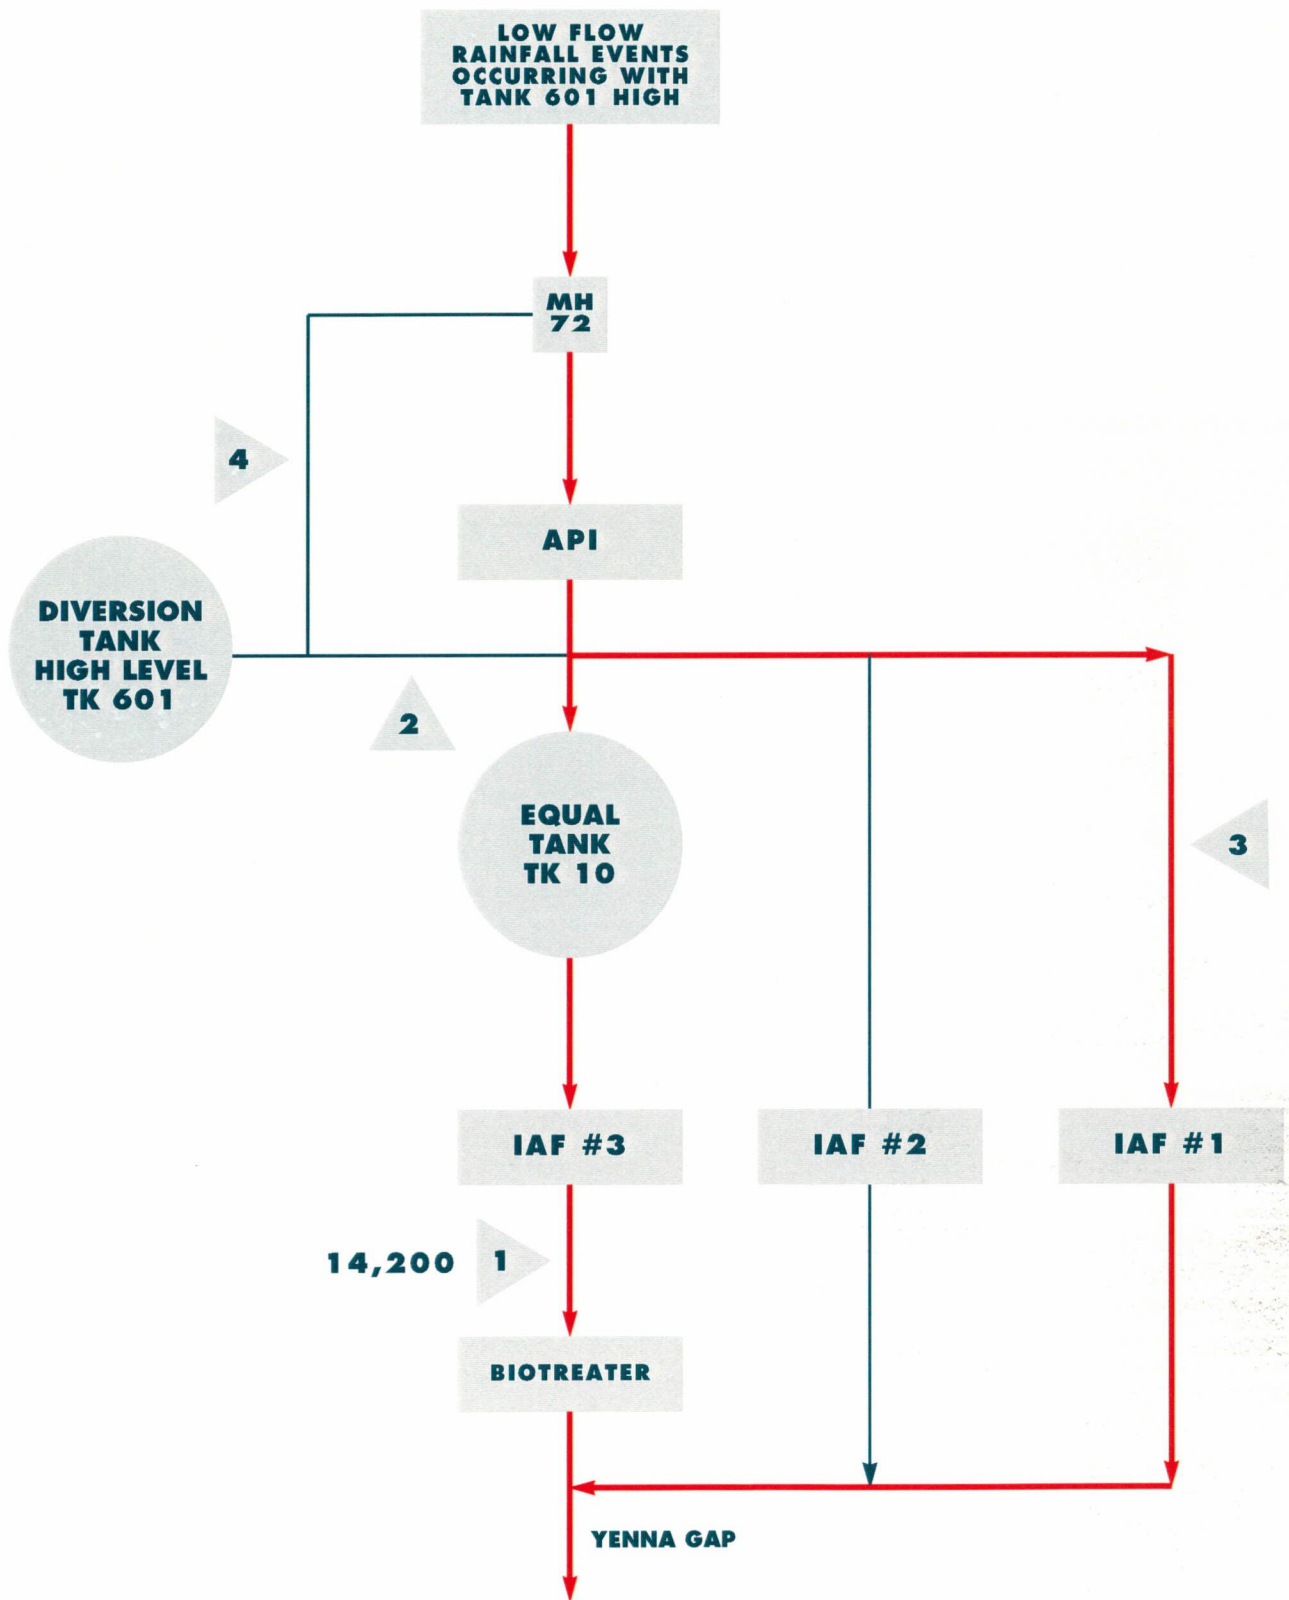 LOW FLOW
RAINFALL EVENTS
OCCURRING WITH
TANK 601 HIGH
MH
72
4
API
DIVERSION
TANK
HIGH LEVEL
TK 601
2
EQUAL
TANK
TK 10
3
IAF #3
IAF #2
IAF #1
14,200
1
BIOTREATER
YENNA GAP